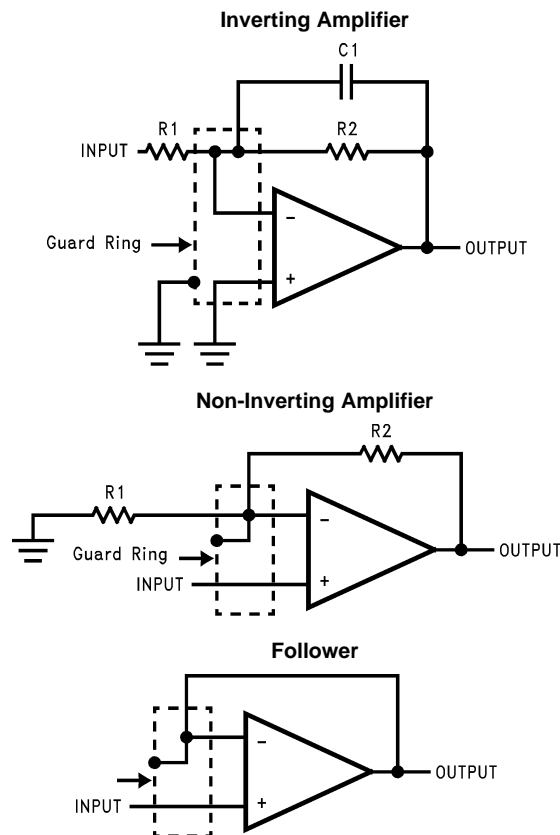 Inverting Amplifier
C1
R1
R2
INPUT
-
Guard Ring
OUTPUT
+
Non-Inverting Amplifier
R2
R1
-
Guard Ring
OUTPUT
INPUT
+
Follower
-
OUTPUT
INPUT
+